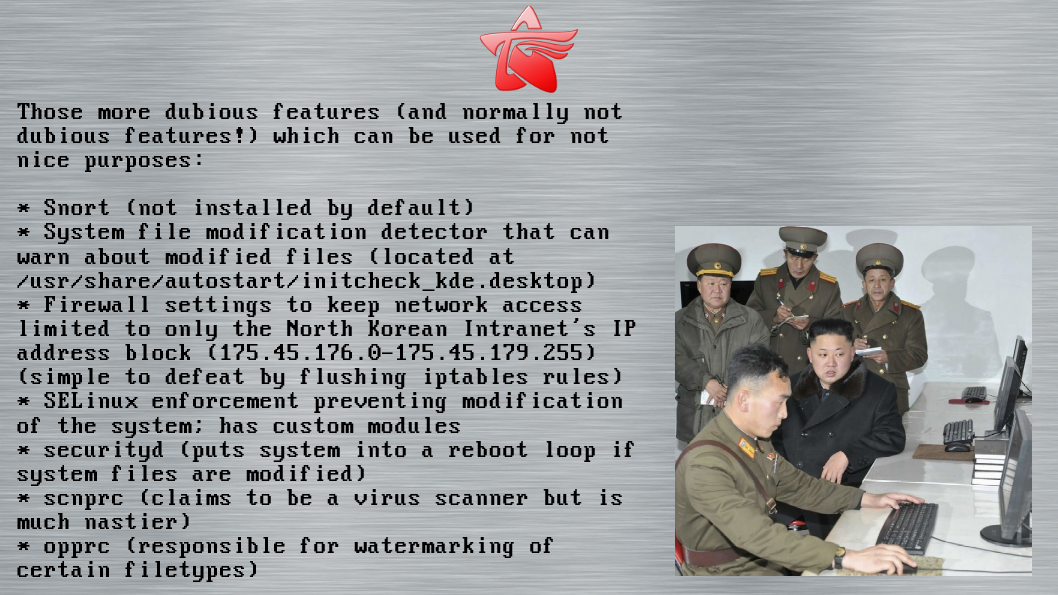 Those more dubious features (and normally not
dubious features!) which can be used for not
nice purposes:
* Snort (not installed by default)
* System file modification detector that can
warn about modified files (located at
/usr/share/autostart/initcheck_kde.desktop)
* Firewall settings to keep network access
limited to only the North Korean Intranet's IP
address block (175.45.176.0-175.45.179.255)
(simple to defeat by flushing iptables rules)
* SELinux enforcement preventing modification
of the system; has custom modules
* securityd (puts system into a reboot loop if
system files are modified)
* scnprc (claims to be a virus scanner but is
much nastier)
* opprc (responsible for watermarking of
certain filetypes)